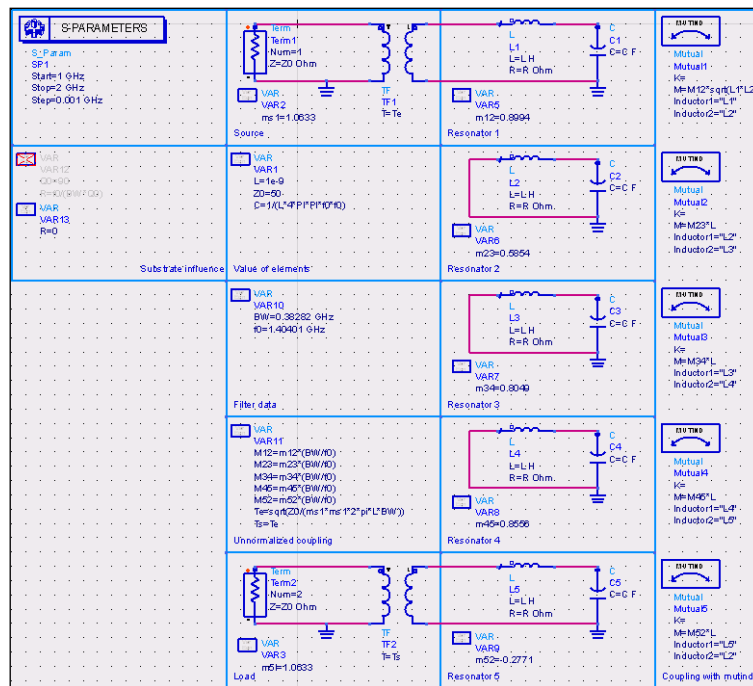 S-PARAMETERS
S_Param
SP1
Start=1 GHz
Stop=2 GHz
Step=0.001 GHz
Term
Term1
Num=1
Z=Z0 Ohm
VAR
VAR2
ms1=1.0633
TF
TF1
T=Te
Source
L
L1
L=L H
R=R Ohm
C
C1
C=C F
VAR
VAR5
m12=0.8994
Resonator 1
MUTIND
Mutual
Mutual1
K=
M=M12*sqrt(L1*L2
Inductor1="L1"
Inductor2="L2"
VAR
VAR12
R=f0/(BW*Q0)
VAR
VAR13
R=0
Substrate influence
VAR
VAR1
L=1e-9
Z0=50
C=1/(L*4*PI*PI*f0*f0)
Value of elements
L
L2
L=L H
R=R Ohm
C
C2
C=C F
VAR
VAR6
m23=0.5854
Resonator 2
MUTIND
Mutual
Mutual2
K=
M=M23*L
Inductor1="L2"
Inductor2="L3"
VAR
VAR10
BW=0.38282 GHz
f0=1.40401 GHz
Filter data
L
L3
L=L H
R=R Ohm
C
C3
C=C F
VAR
VAR7
m34=0.8049
Resonator 3
MUTIND
Mutual
Mutual3
K=
M=M34*L
Inductor1="L3"
Inductor2="L4"
VAR
VAR11
M12=m12*(BW/f0)
M23=m23*(BW/f0)
M34=m34*(BW/f0)
M45=m45*(BW/f0)
M52=m52*(BW/f0)
Te=sqrt(Z0/(ms1*ms1*2*pi*L*BW))
Ts=Te
Unnormalized coupling
L
L4
L=L H
R=R Ohm
C
C4
C=C F
VAR
VAR8
m45=0.8556
Resonator 4
MUTIND
Mutual
Mutual4
K=
M=M45*L
Inductor1="L4"
Inductor2="L5"
Term
Term2
Num=2
Z=Z0 Ohm
VAR
VAR3
m5l=1.0633
TF
TF2
T=Ts
Load
L
L5
L=L H
R=R Ohm
C
C5
C=C F
VAR
VAR9
m52=-0.2771
Resonator 5
MUTIND
Mutual
Mutual5
K=
M=M52*L
Inductor1="L5"
Inductor2="L2"
Coupling with mutind